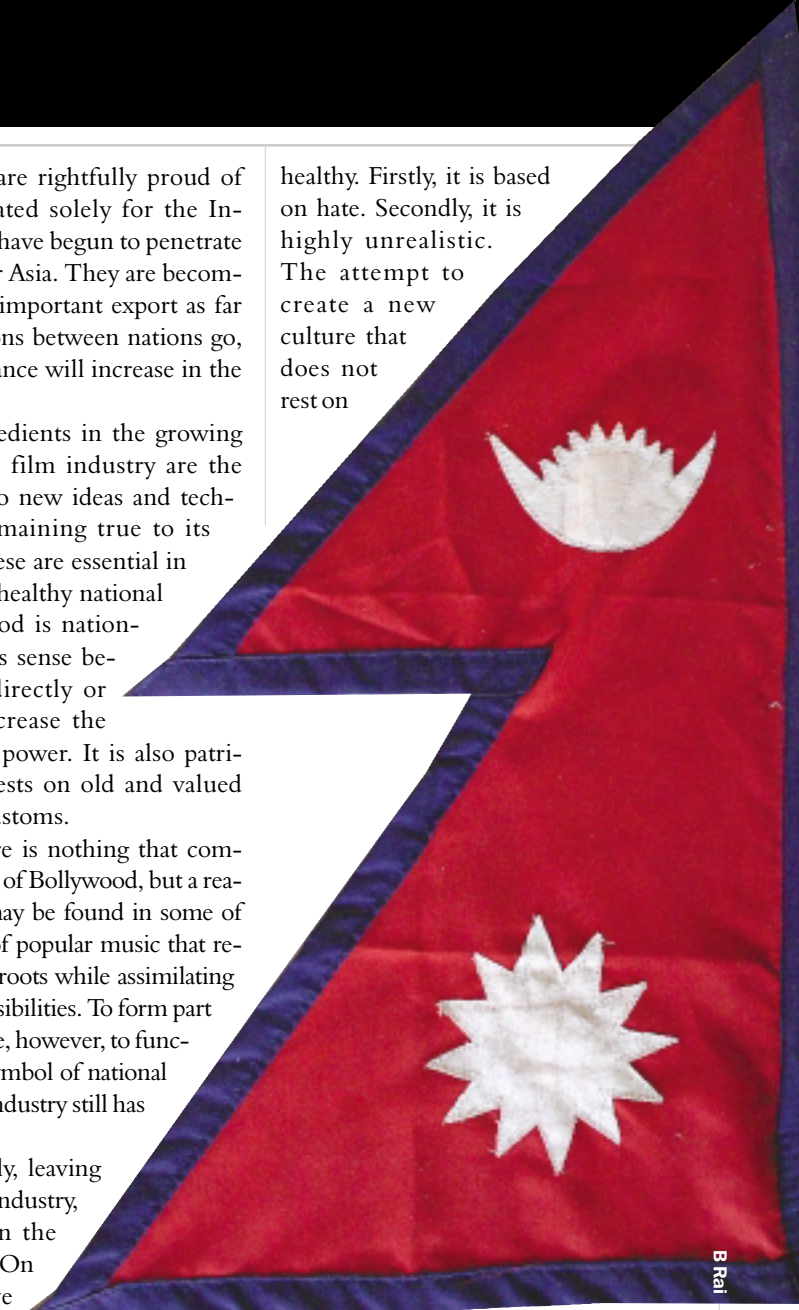 are rightfully proud of
ated solely for the In-
have begun to penetrate
r Asia. They are becom-
important export as far
ons between nations go,
ance will increase in the
edients in the growing
film industry are the
o new ideas and tech-
maining true to its
ese are essential in
healthy national
od is nation-
s sense be-
directly or
crease the
power. It is also patri-
ests on old and valued
stoms.
re is nothing that com-
of Bollywood, but a rea-
may be found in some of
of popular music that re-
roots while assimilating
sibilities. To form part
e, however, to func-
mbol of national
ndustry still has
ly, leaving
ndustry,
n the
On
ve
healthy. Firstly, it is based
on hate. Secondly, it is
highly unrealistic.
The attempt to
create a new
culture that
does not
rest on
B Rai